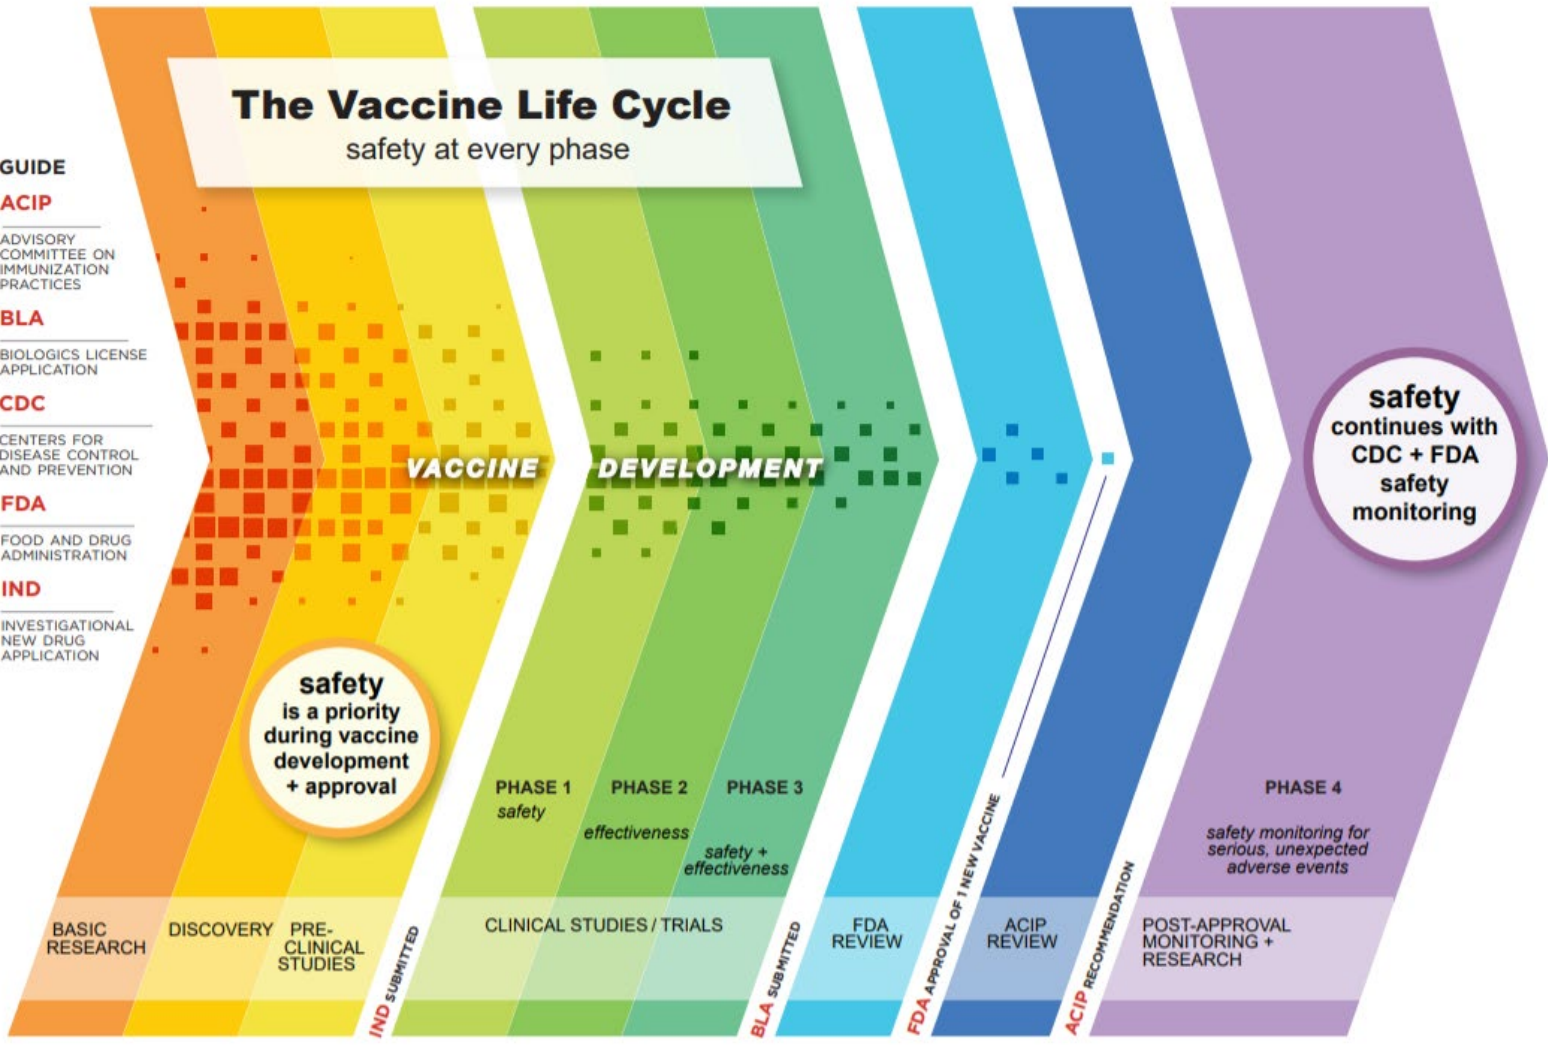 The Vaccine Life Cycle
safety at every phase
GUIDE
ACIP
ADVISORY
COMMITTEE ON
IMMUNIZATION
PRACTICES
BLA
BIOLOGICS LICENSE
APPLICATION
CDC
CENTERS FOR
DISEASE CONTROL
AND PREVENTION
FDA
FOOD AND DRUG
ADMINISTRATION
IND
INVESTIGATIONAL
NEW DRUG
APPLICATION
VACCINE DEVELOPMENT
safety
continues with
CDC + FDA
safety
monitoring
safety
is a priority
during vaccine
development
+ approval
PHASE 1
safety
PHASE 2
effectiveness
PHASE 3
safety +
effectiveness
PHASE 4
safety monitoring for
serious, unexpected
adverse events
BASIC
RESEARCH
DISCOVERY
PRE-
CLINICAL
STUDIES
IND SUBMITTED
CLINICAL STUDIES / TRIALS
BLA SUBMITTED
FDA
REVIEW
FDA APPROVAL OF 1 NEW VACCINE
ACIP
REVIEW
ACIP RECOMMENDATION
POST-APPROVAL
MONITORING +
RESEARCH